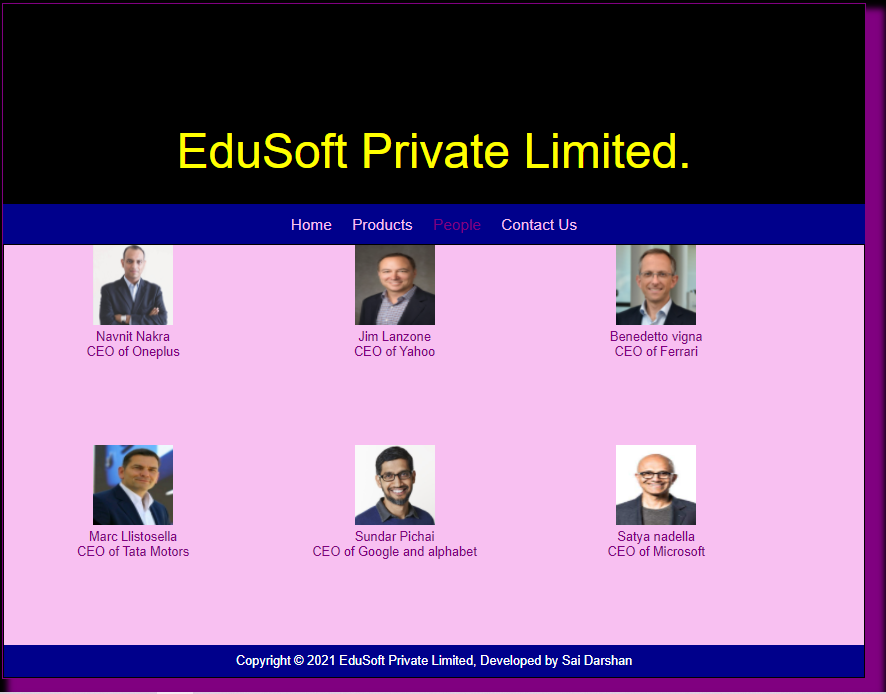 EduSoft Private Limited.
Home Products People Contact Us
Navnit Nakra
CEO of Oneplus
Jim Lanzone
CEO of Yahoo
Benedetto vigna
CEO of Ferrari
Marc Llistosella
CEO of Tata Motors
Sundar Pichai
CEO of Google and alphabet
Satya nadella
CEO of Microsoft
Copyright © 2021 EduSoft Private Limited, Developed by Sai Darshan